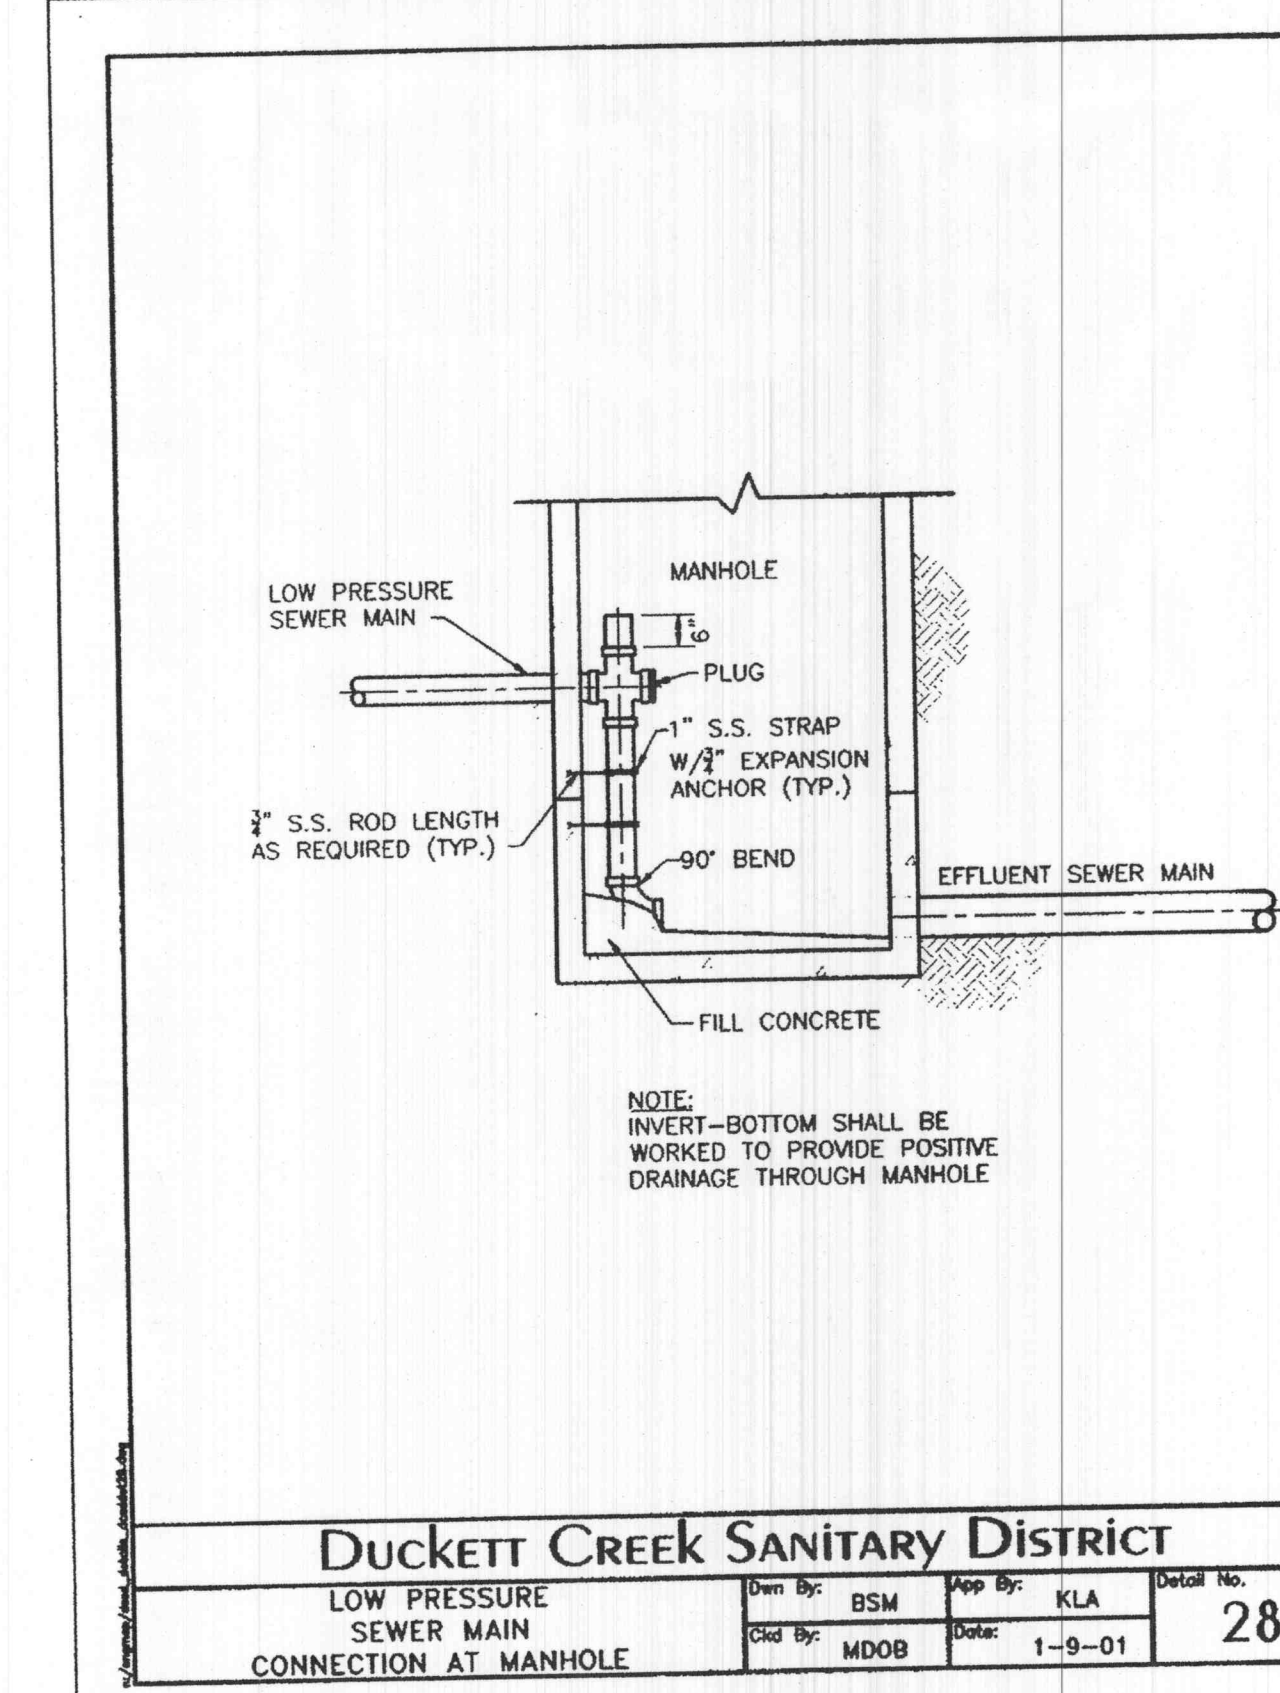 MANHOLE
LOW PRESSURE
SEWER MAIN
6"
PLUG
1" S.S. STRAP
W/¾" EXPANSION
ANCHOR (TYP.)
¾" S.S. ROD LENGTH
AS REQUIRED (TYP.)
90° BEND
EFFLUENT SEWER MAIN
FILL CONCRETE
NOTE:
INVERT-BOTTOM SHALL BE
WORKED TO PROVIDE POSITIVE
DRAINAGE THROUGH MANHOLE
DUCKETT CREEK SANITARY DISTRICT
LOW PRESSURE
SEWER MAIN
CONNECTION AT MANHOLE
Dwn By: BSM
App By: KLA
Detail No.
28
Ckd By: MDOB
Date: 1-9-01